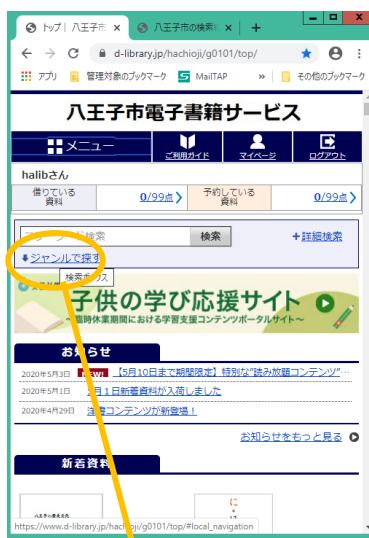 トップ | 八王子市
八王子市の検索
d-library.jp/hachioji/g0101/top/
アプリ 管理対象のブックマーク MailTAP » その他のブックマーク
八王子市電子書籍サービス
メニュー ご利用ガイド マイページ ログアウト
halibさん
借りている資料 0/99点 予約している資料 0/99点
検索 検索 +詳細検索
ジャンルで探す
検索ボックス
子供の学び応援サイト
～臨時休業期間における学習支援コンテンツポータルサイト～
お知らせ
2020年5月3日 NEW! 【5月10日まで期間限定】特別な"読み放題コンテンツ"…
2020年5月1日 5月1日新着資料が入荷しました
2020年4月29日 洋書コンテンツが新登場！
お知らせをもっと見る
新着資料
に
https://www.d-library.jp/hachioji/g0101/top/#local_navigation